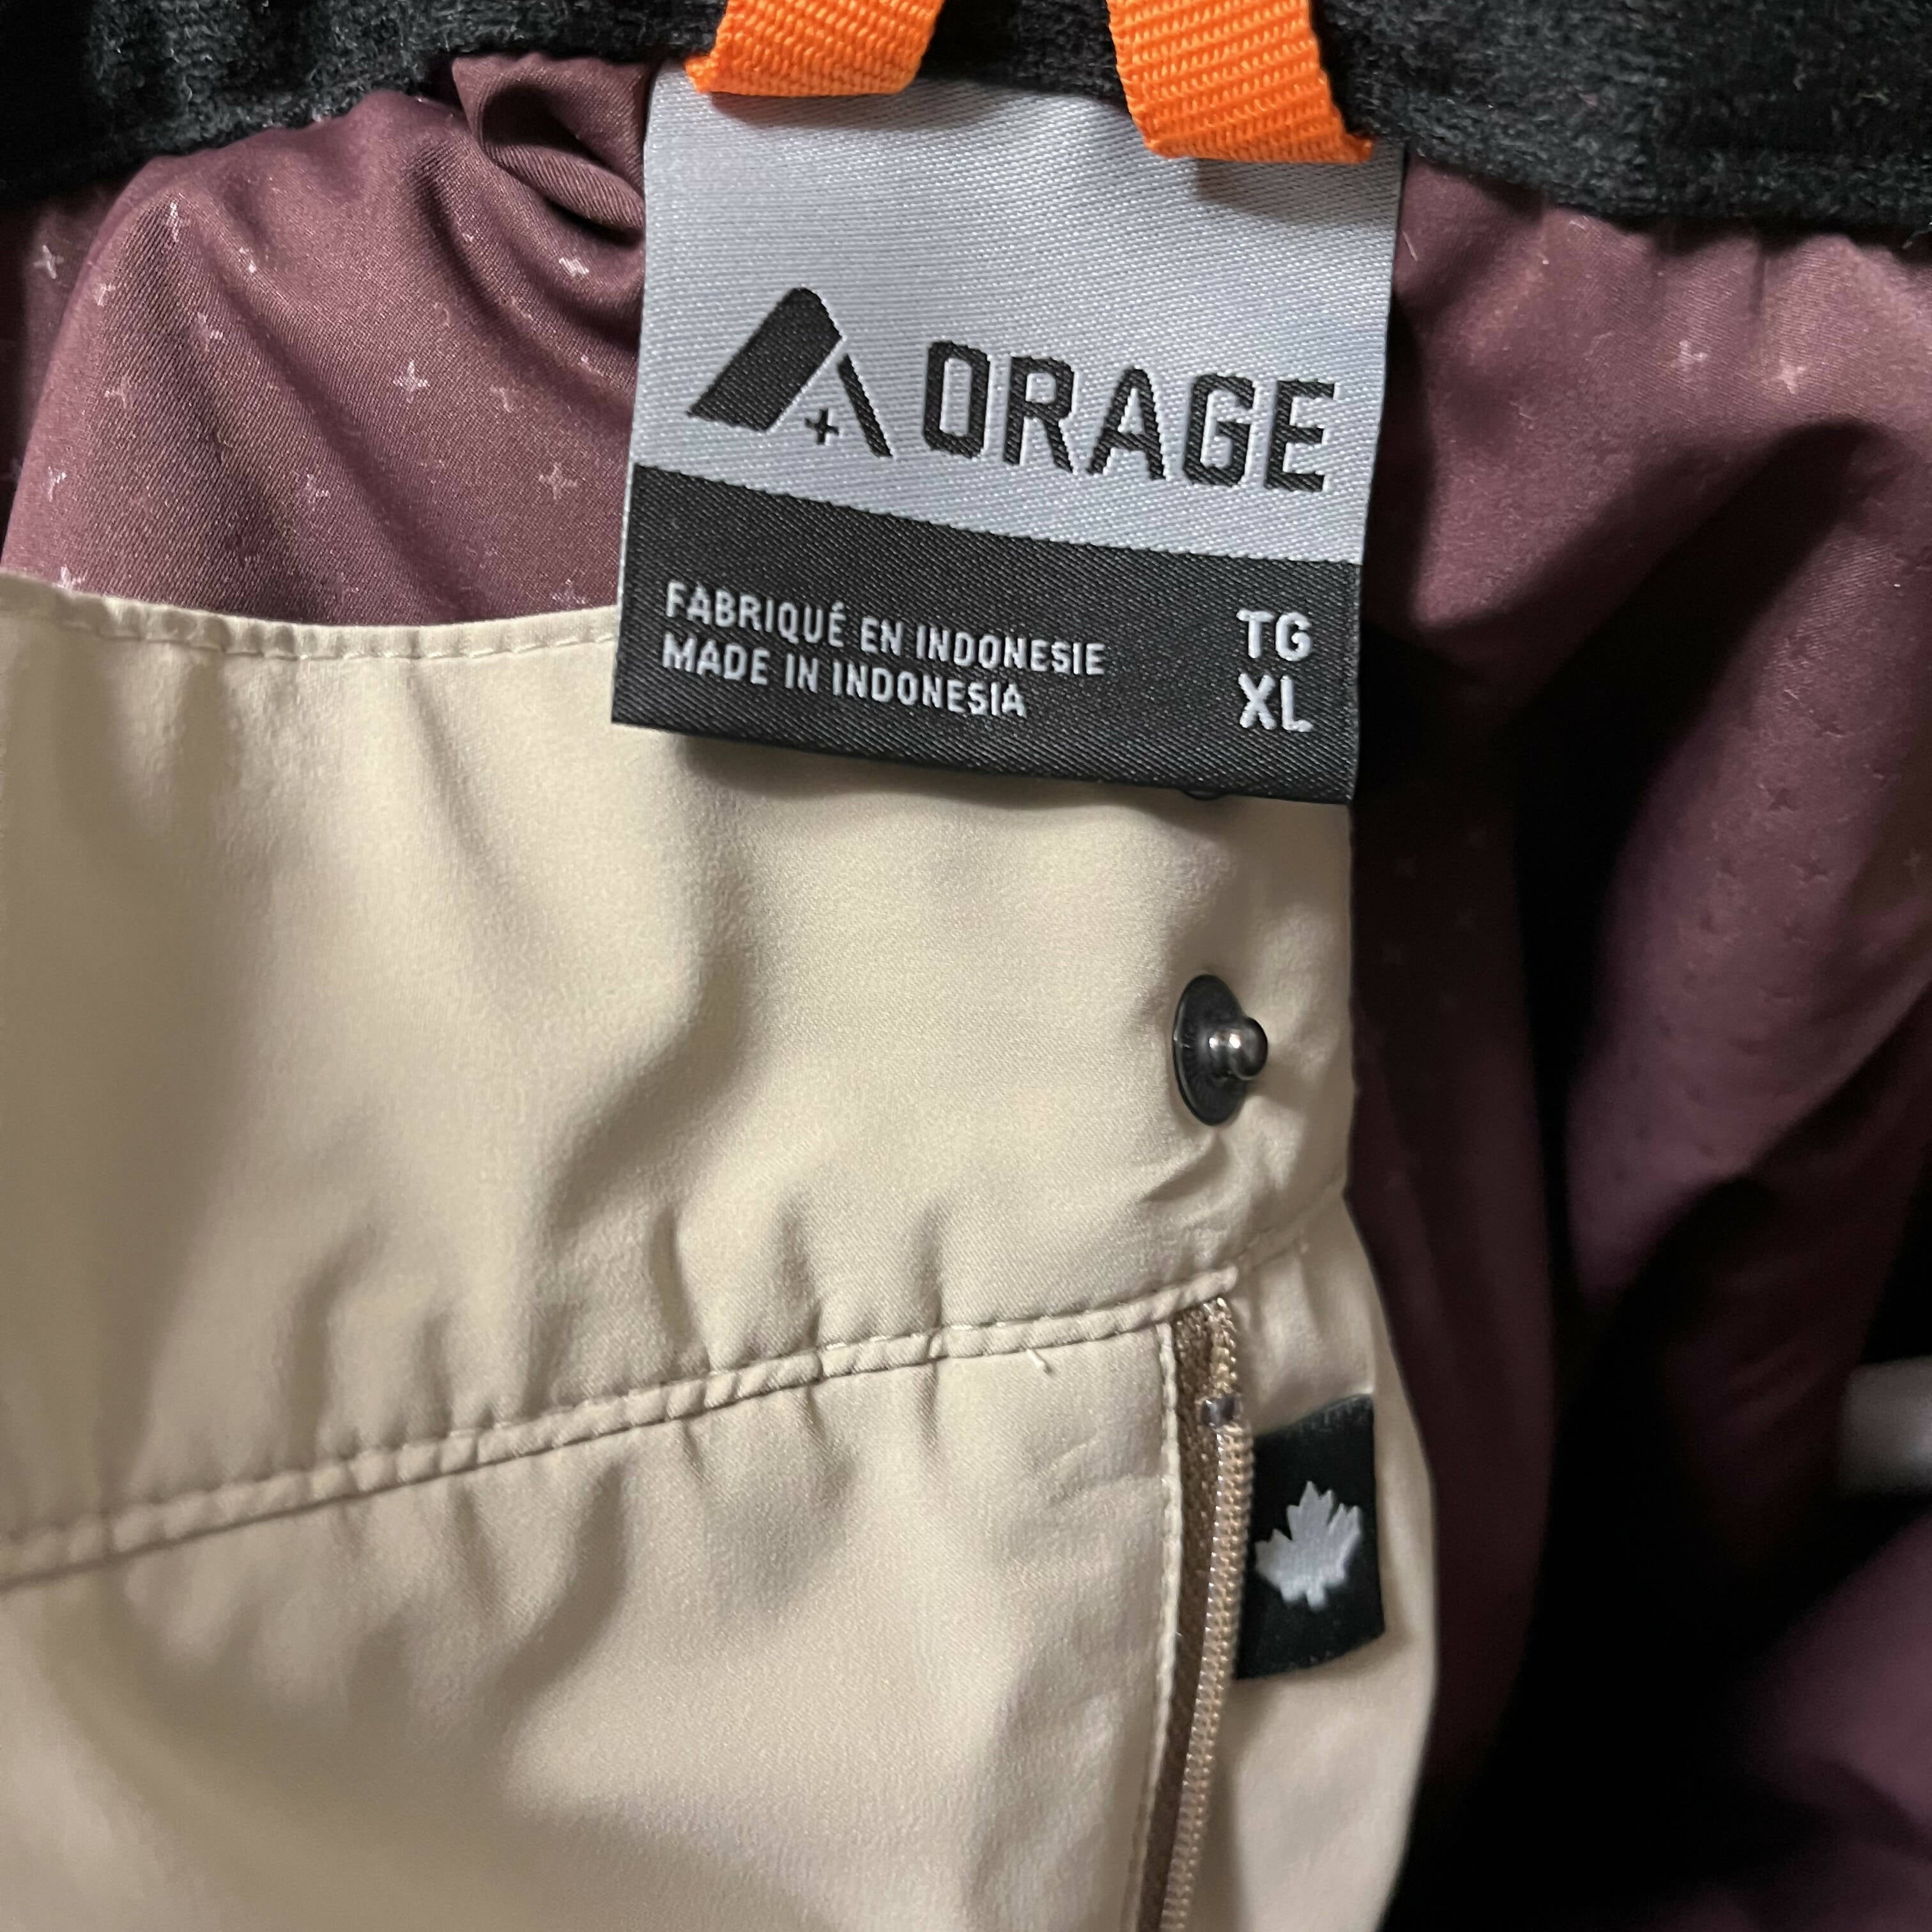 ORAGE
FABRIQUÉ EN INDONESIE
MADE IN INDONESIA
TG
XL